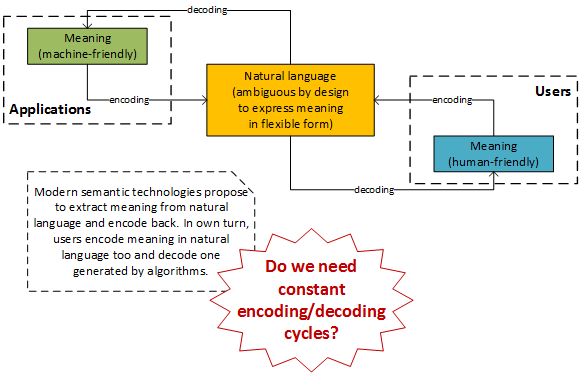 decoding
Meaning
(machine-friendly)
encoding
Applications
Natural language
(ambiguous by design
to express meaning
in flexible form)
Users
encoding
Meaning
(human-friendly)
decoding
Modern semantic technologies propose
to extract meaning from natural
language and encode back. In own turn,
users encode meaning in natural
language too and decode one
generated by algorithms.
Do we need
constant
encoding/decoding
cycles?